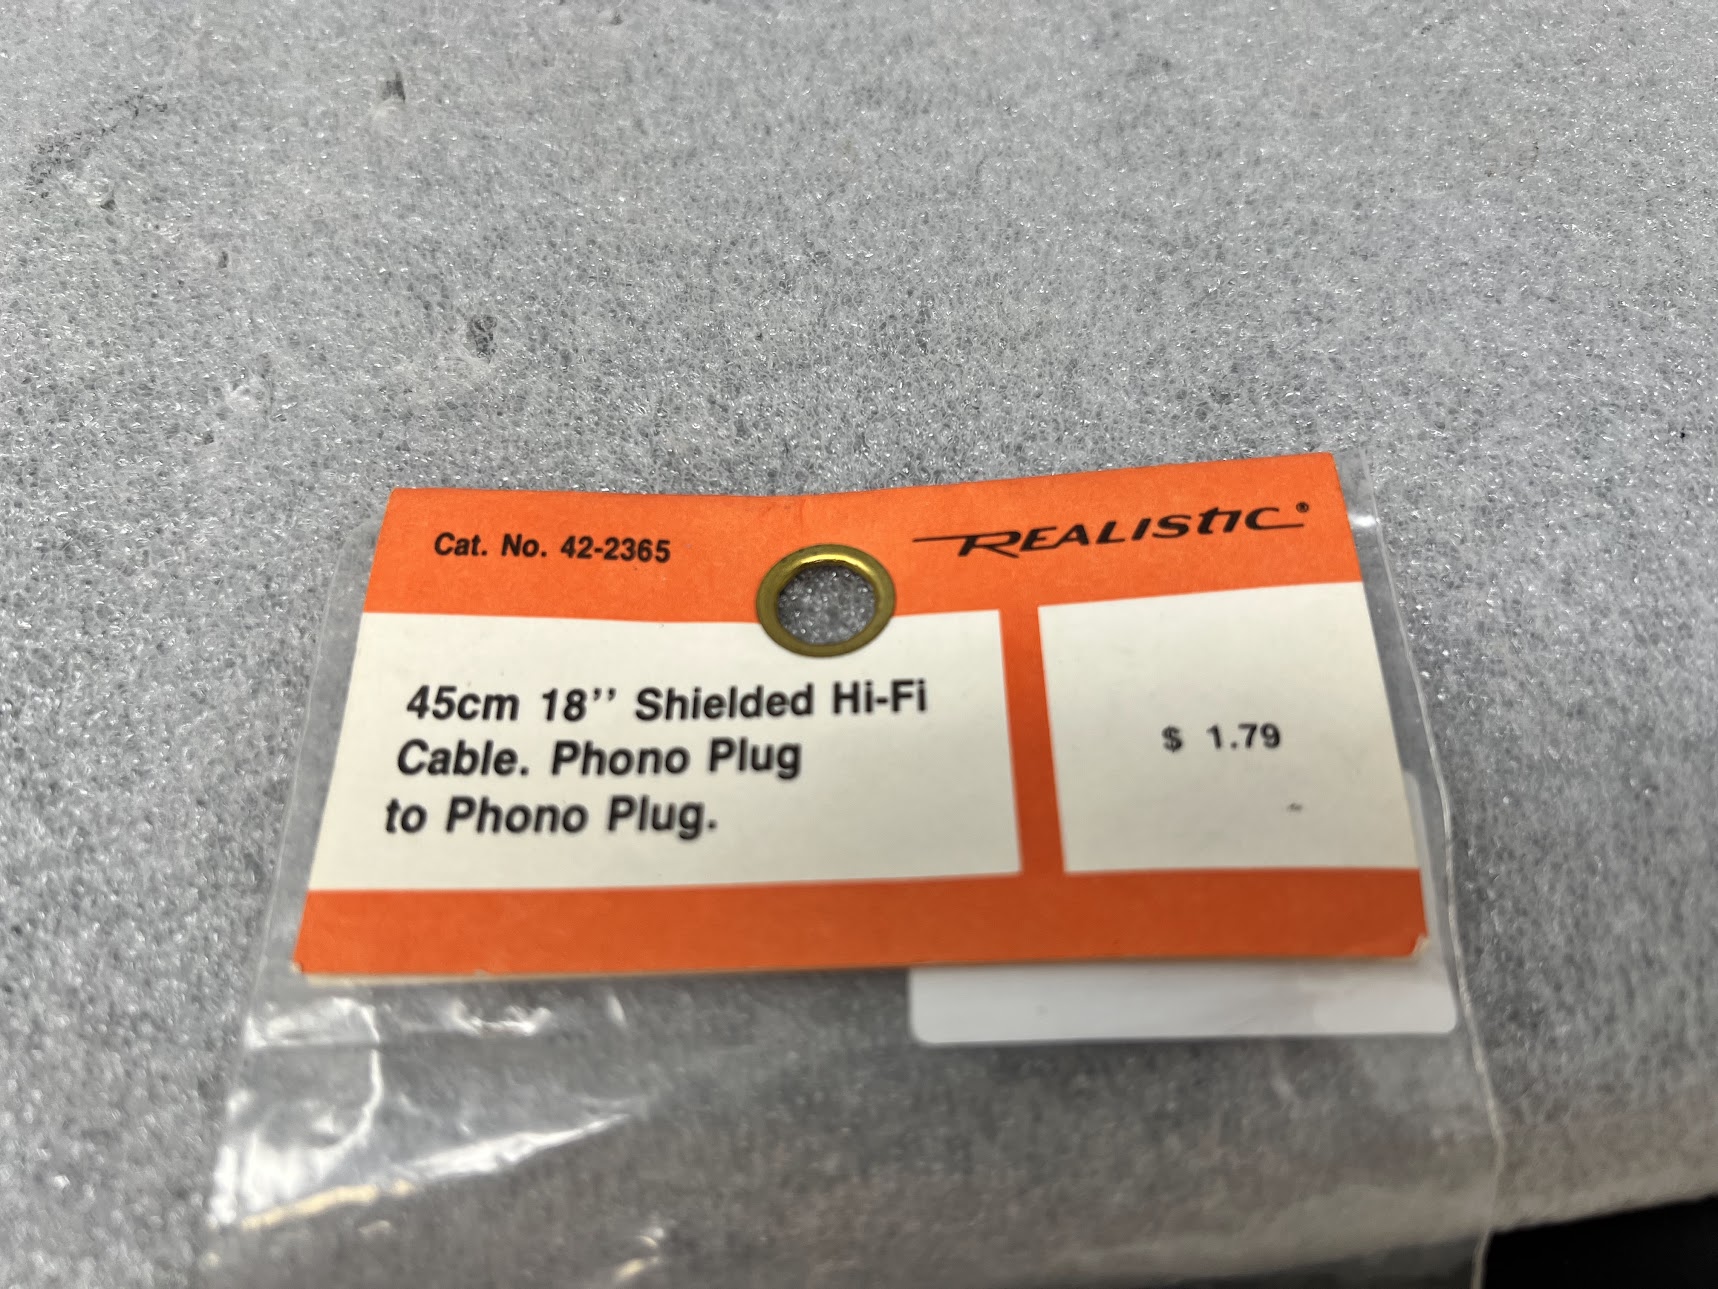 Cat. No. 42-2365
REALISTIC®
45cm 18'' Shielded Hi-Fi
Cable. Phono Plug
to Phono Plug.
$ 1.79